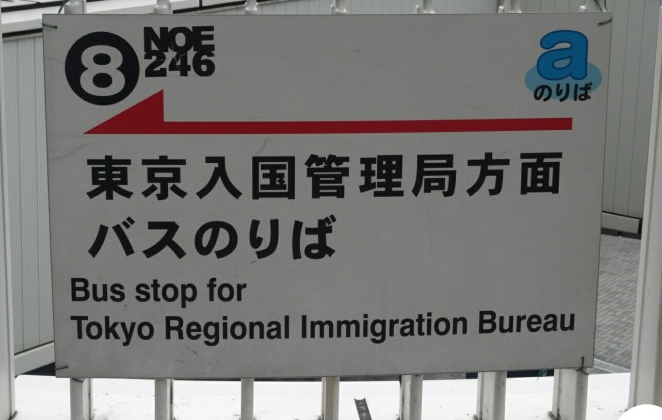 8 NOE
246
a
のりば
東京入国管理局方面
バスのりば
Bus stop for
Tokyo Regional Immigration Bureau